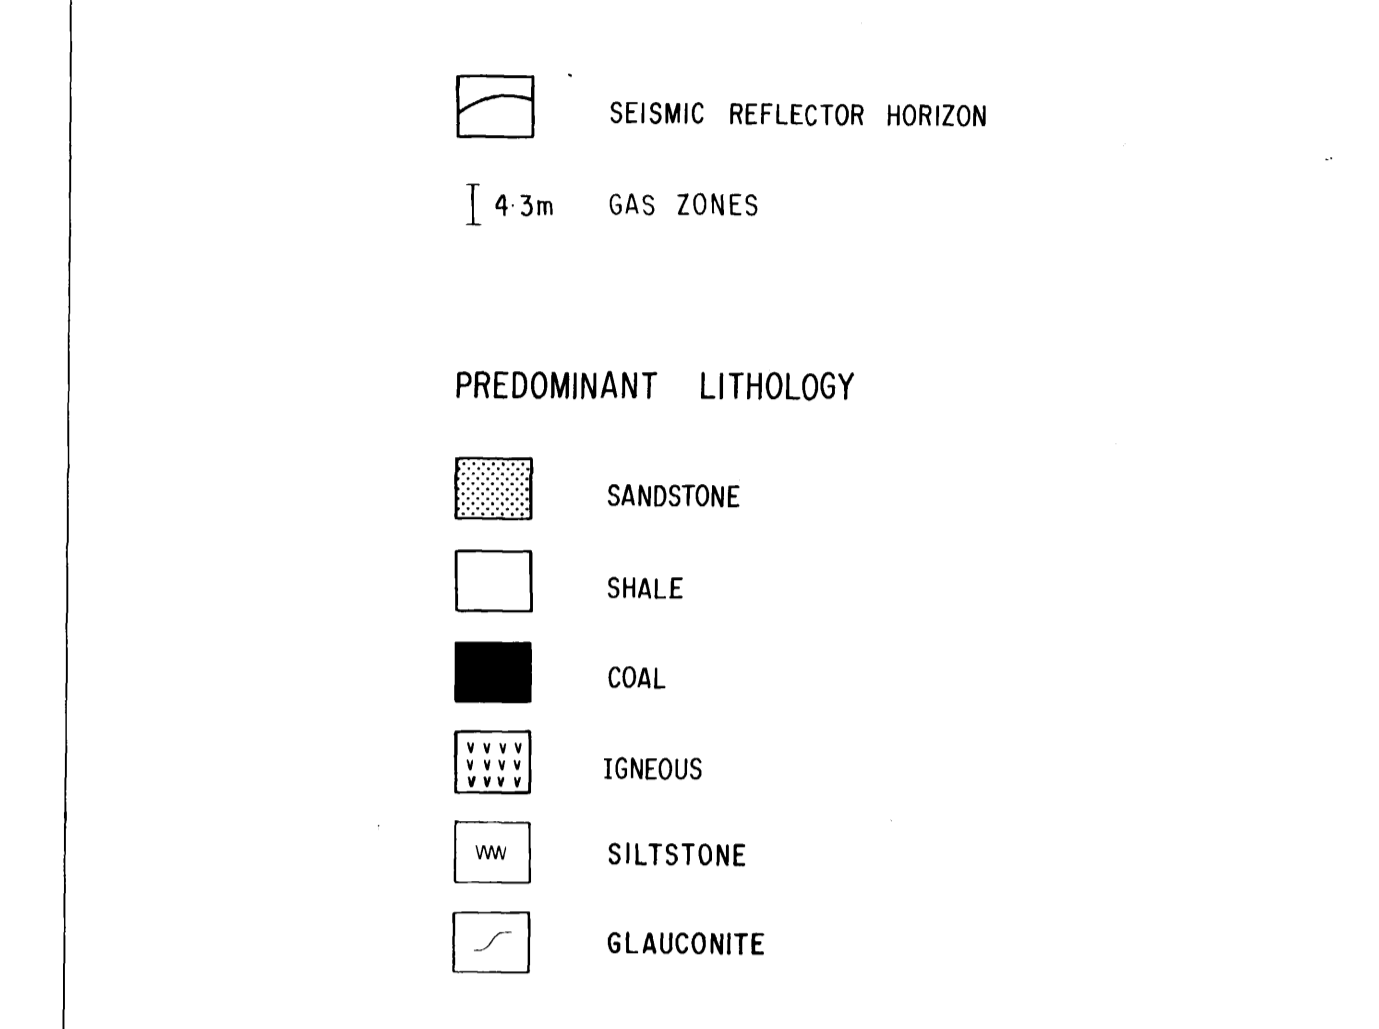 SEISMIC REFLECTOR HORIZON
4·3m GAS ZONES
PREDOMINANT LITHOLOGY
SANDSTONE
SHALE
COAL
IGNEOUS
SILTSTONE
GLAUCONITE